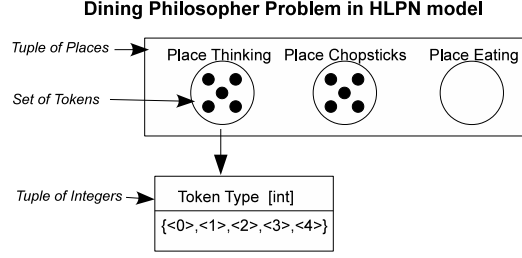 Dining Philosopher Problem in HLPN model
Tuple of Places
Place Thinking
Place Chopsticks
Place Eating
Set of Tokens
Tuple of Integers
Token Type [int]
{<0>,<1>,<2>,<3>,<4>}